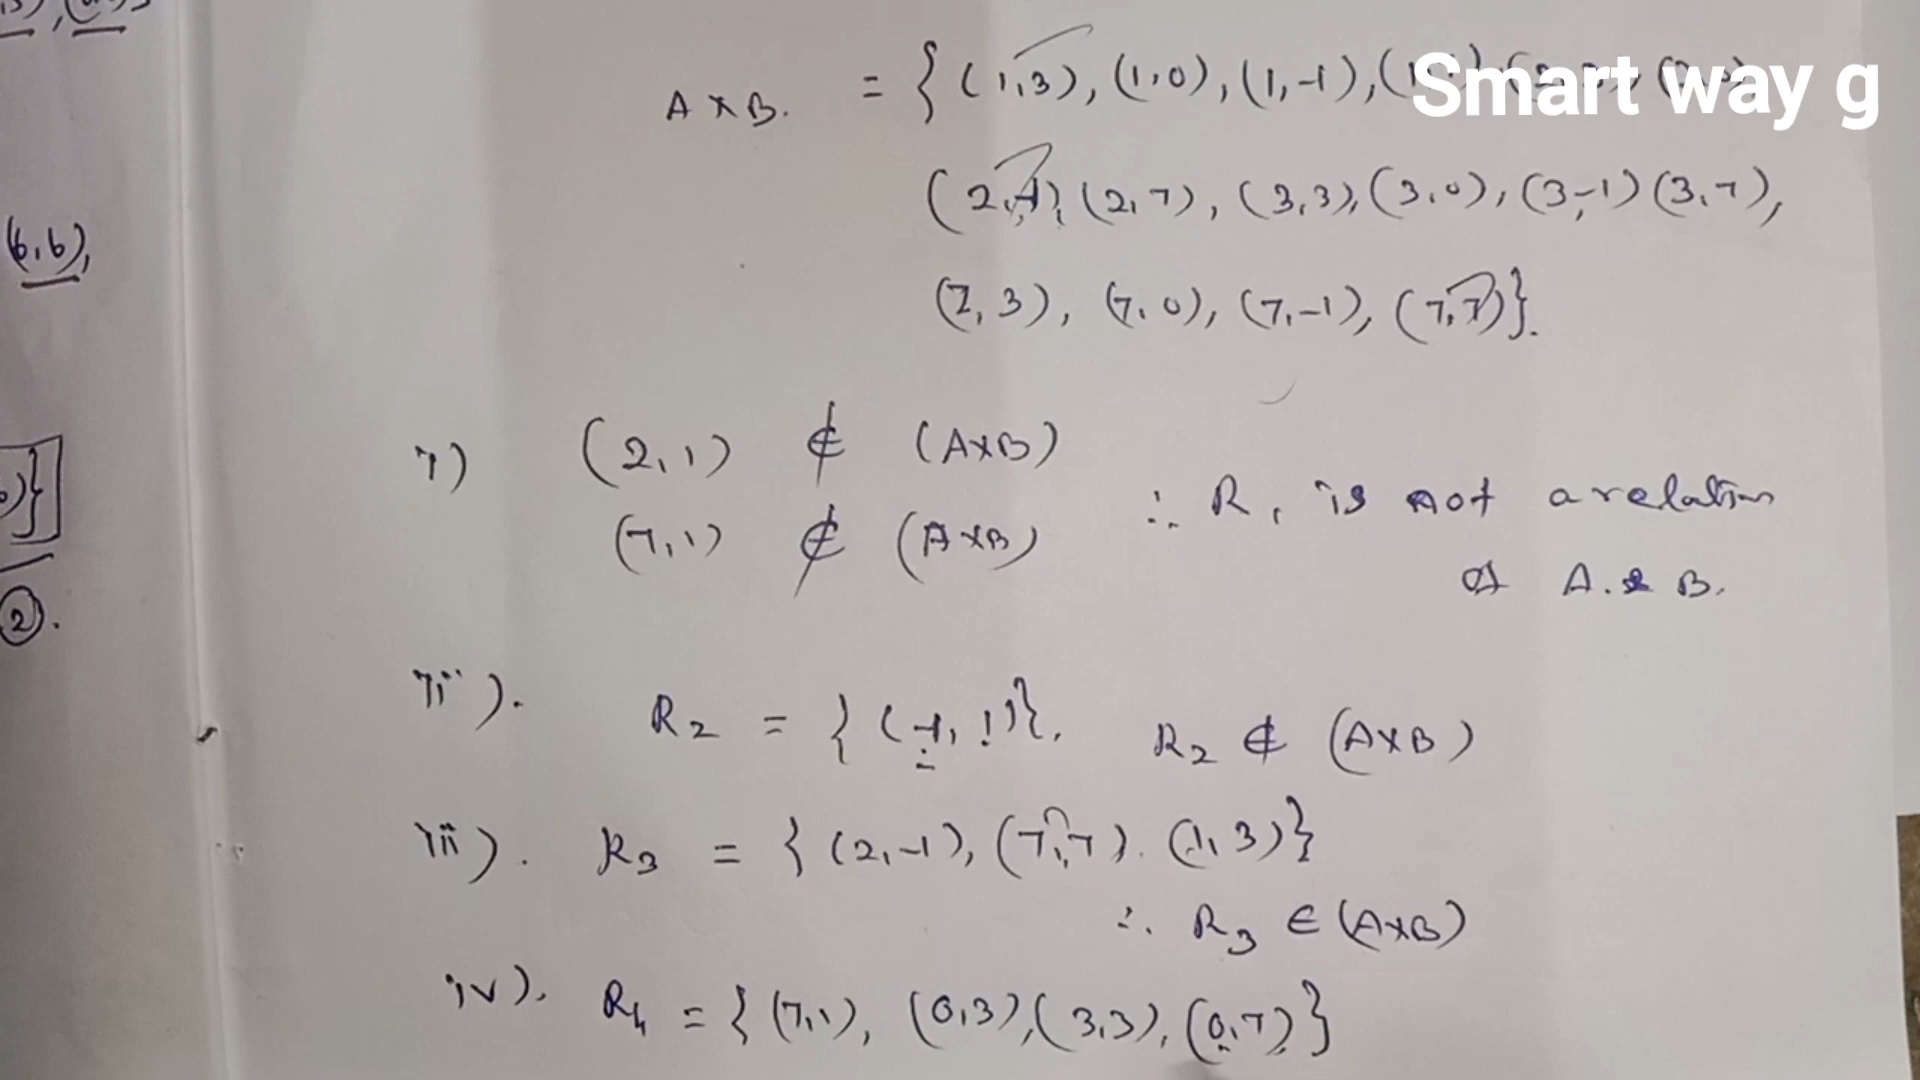 A × B. = { (1,3), (1,0), (1,-1),
Smart way g
(2,-1), (2,7), (3,3), (3,0), (3,-1) (3,7),
(7,3), (7,0), (7,-1), (7,7)}.
(6,6),
i) (2,1) ∉ (A×B)
(7,1) ∉ (A×B)
∴ R1 is not a relation
of A & B.
)}
②.
ii). R2 = { (-1, 1)}, R2 ∉ (A×B)
iii). R3 = { (2,-1), (7,7). (1,3)}
∴ R3 ∈ (A×B)
iv). R4 = { (7,1), (0,3), (3,3), (0,7)}